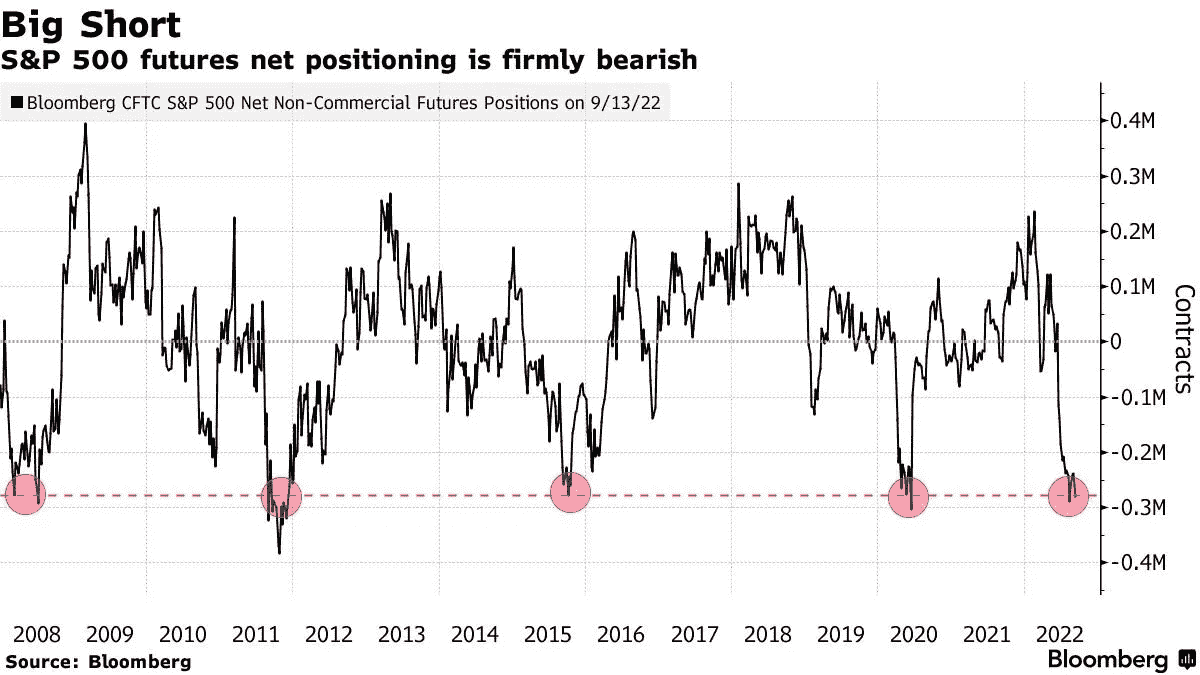 Big Short
S&P 500 futures net positioning is firmly bearish
Bloomberg CFTC S&P 500 Net Non-Commercial Futures Positions on 9/13/22
0.4M
0.3M
0.2M
0.1M
0
-0.1M
-0.2M
-0.3M
-0.4M
Contracts
2008 2009 2010 2011 2012 2013 2014 2015 2016 2017 2018 2019 2020 2021 2022
Source: Bloomberg
Bloomberg